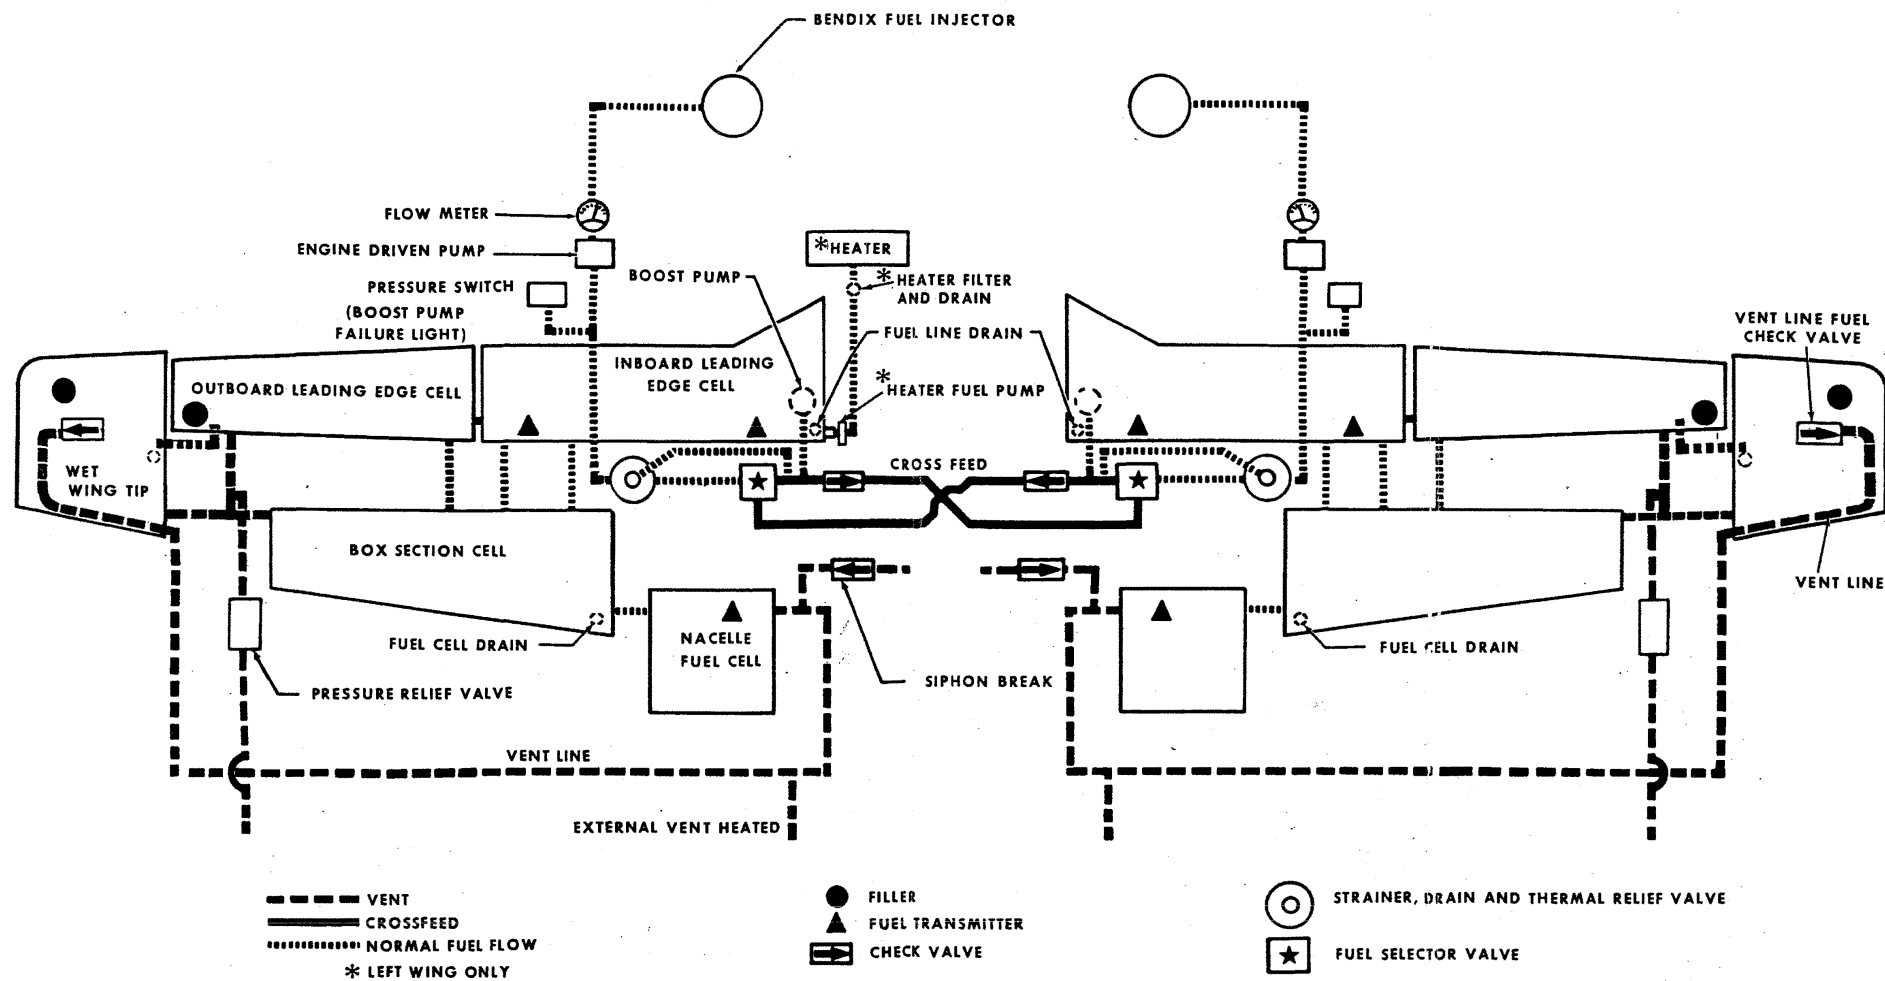 BENDIX FUEL INJECTOR
FLOW METER
ENGINE DRIVEN PUMP
*HEATER
BOOST PUMP
PRESSURE SWITCH
(BOOST PUMP
FAILURE LIGHT)
* HEATER FILTER
AND DRAIN
FUEL LINE DRAIN
VENT LINE FUEL
CHECK VALVE
INBOARD LEADING
EDGE CELL
OUTBOARD LEADING EDGE CELL
* HEATER FUEL PUMP
WET
WING TIP
CROSS FEED
BOX SECTION CELL
VENT LINE
NACELLE
FUEL CELL
FUEL CELL DRAIN
FUEL CELL DRAIN
SIPHON BREAK
PRESSURE RELIEF VALVE
VENT LINE
EXTERNAL VENT HEATED
VENT
CROSSFEED
NORMAL FUEL FLOW
* LEFT WING ONLY
FILLER
FUEL TRANSMITTER
CHECK VALVE
STRAINER, DRAIN AND THERMAL RELIEF VALVE
FUEL SELECTOR VALVE